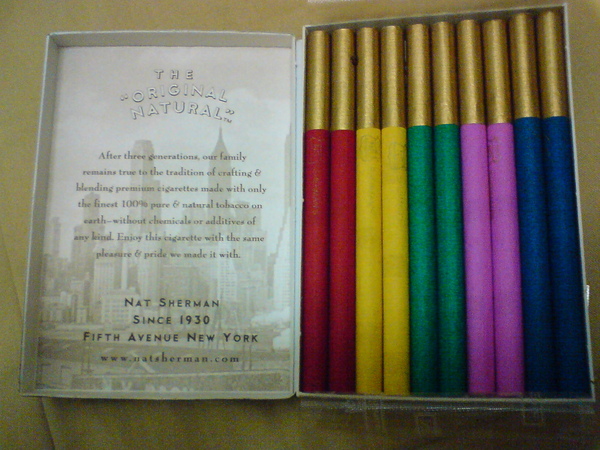 THE
"ORIGINAL
NATURAL"™
After three generations, our family
remains true to the tradition of crafting &
blending premium cigarettes made with only
the finest 100% pure & natural tobacco on
earth—without chemicals or additives of
any kind. Enjoy this cigarette with the same
pleasure & pride we made it with.
NAT SHERMAN
SINCE 1930
FIFTH AVENUE NEW YORK
www.natsherman.com